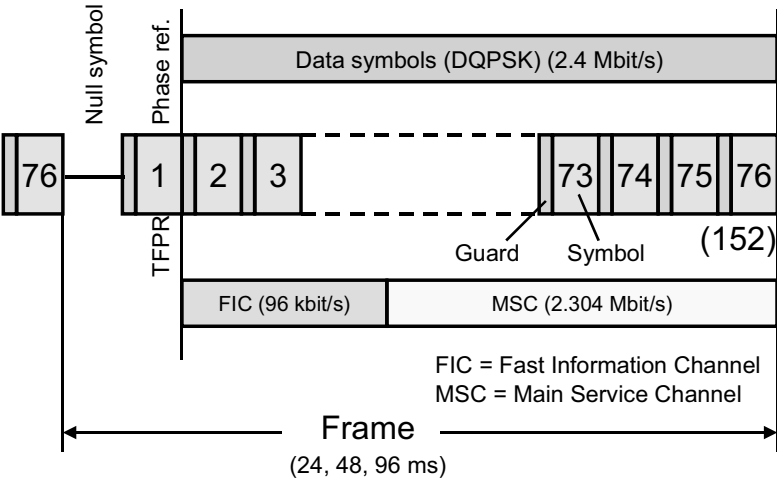 Null symbol
Phase ref.
Data symbols (DQPSK) (2.4 Mbit/s)
76
1
2
3
73
74
75
76
TFPR
Guard
Symbol
(152)
FIC (96 kbit/s)
MSC (2.304 Mbit/s)
FIC = Fast Information Channel
MSC = Main Service Channel
Frame
(24, 48, 96 ms)